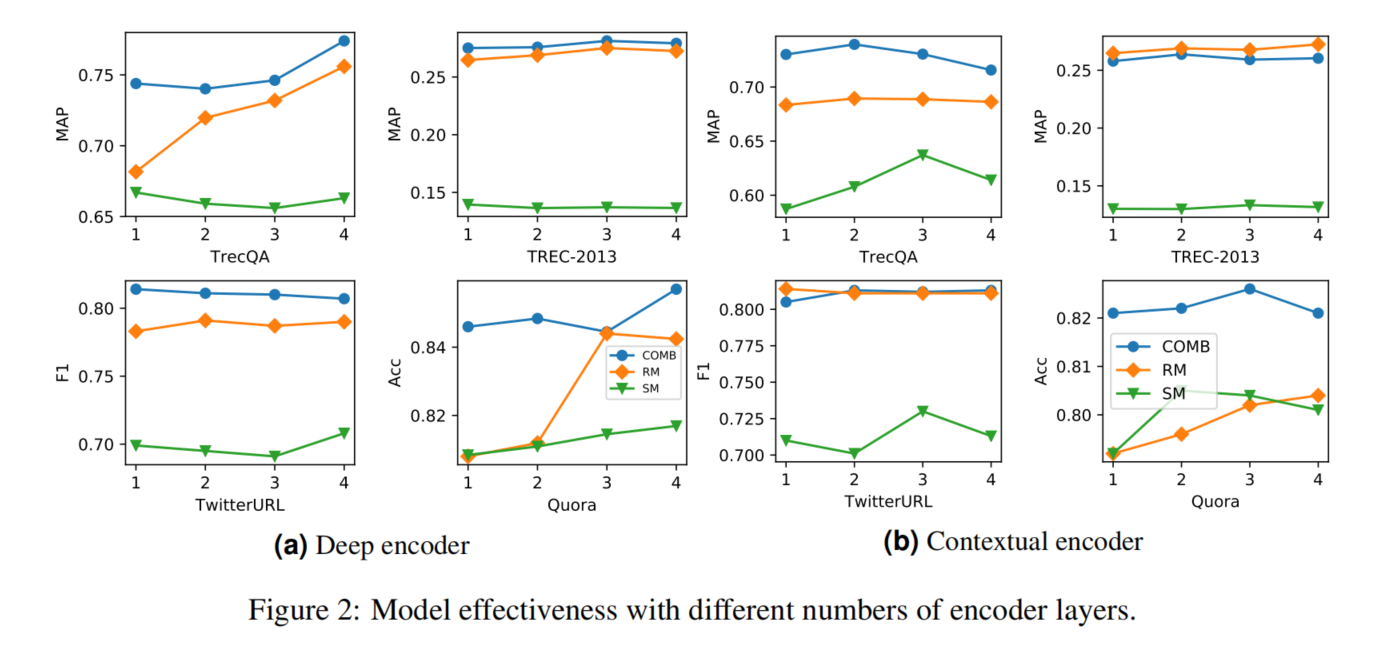 MAP
0.75
0.70
0.65
1 2 3 4
TrecQA
MAP
0.25
0.20
0.15
1 2 3 4
TREC-2013
F1
0.80
0.75
0.70
1 2 3 4
TwitterURL
Acc
0.84
0.82
COMB
RM
SM
1 2 3 4
Quora
(a) Deep encoder
MAP
0.70
0.65
0.60
1 2 3 4
TrecQA
MAP
0.25
0.20
0.15
1 2 3 4
TREC-2013
F1
0.800
0.775
0.750
0.725
0.700
1 2 3 4
TwitterURL
Acc
0.82
0.81
0.80
COMB
RM
SM
1 2 3 4
Quora
(b) Contextual encoder
Figure 2: Model effectiveness with different numbers of encoder layers.